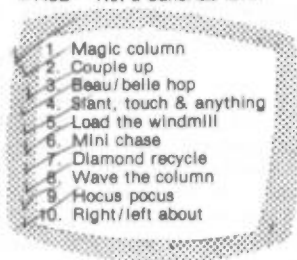 1. Magic column
2. Couple up
3. Beau/belle hop
4. Slant, touch & anything
5. Load the windmill
6. Mini chase
7. Diamond recycle
8. Wave the column
9. Hocus pocus
10. Right/left about